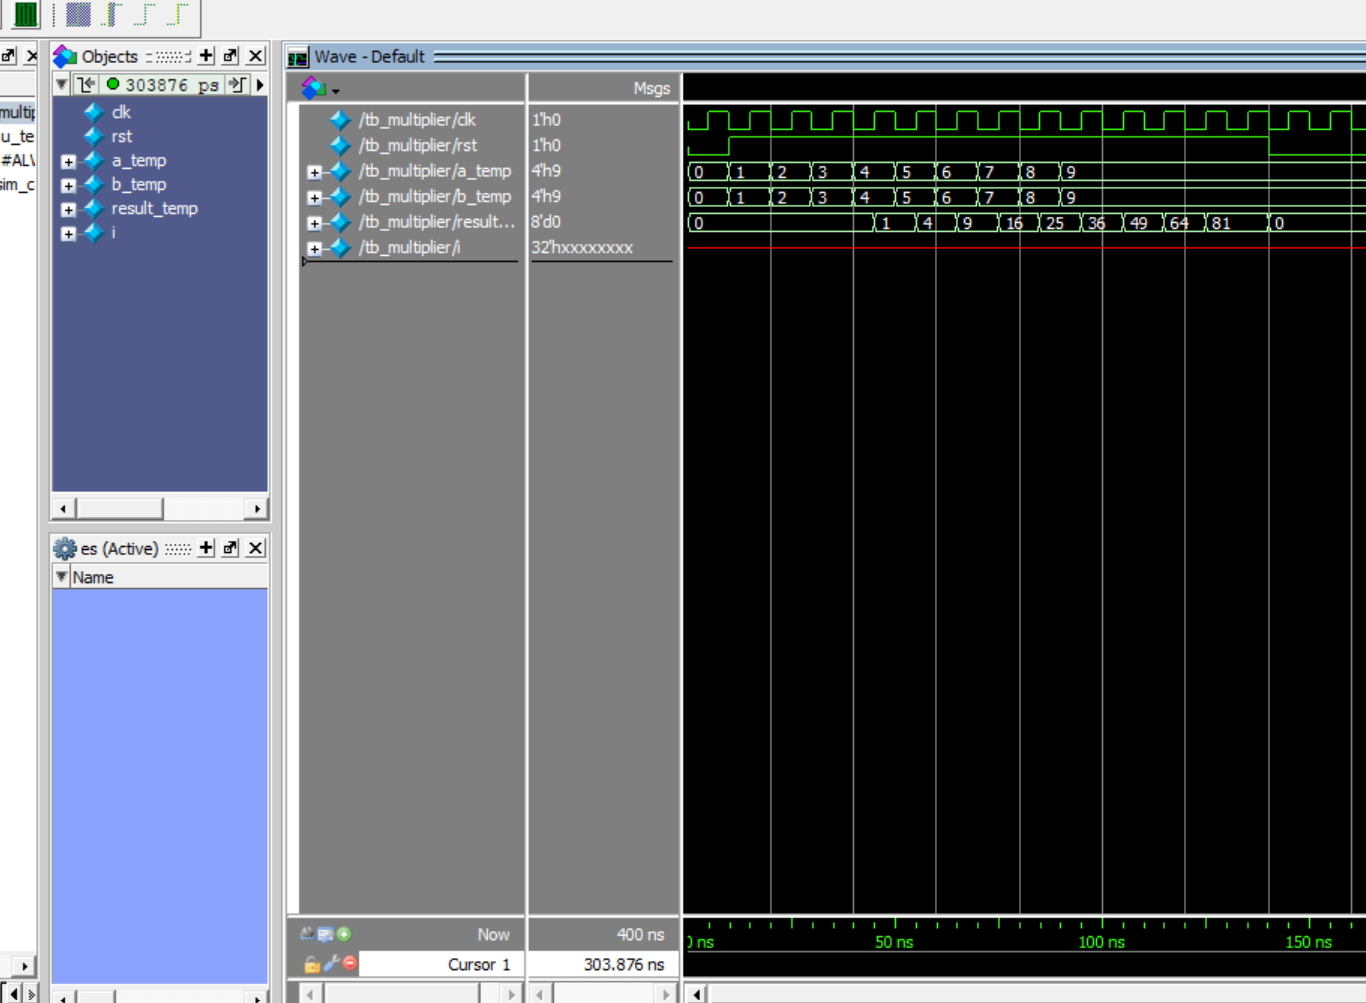 Objects
303876 ps
multip
clk
u_te
rst
#ALW
a_temp
sim_c
b_temp
result_temp
i
es (Active)
Name
Wave - Default
Msgs
/tb_multiplier/clk 1'h0
/tb_multiplier/rst 1'h0
/tb_multiplier/a_temp 4'h9 0 1 2 3 4 5 6 7 8 9
/tb_multiplier/b_temp 4'h9 0 1 2 3 4 5 6 7 8 9
/tb_multiplier/result... 8'd0 0 1 4 9 16 25 36 49 64 81 0
/tb_multiplier/i 32'hxxxxxxxx
Now 400 ns
Cursor 1 303.876 ns
0 ns 50 ns 100 ns 150 ns